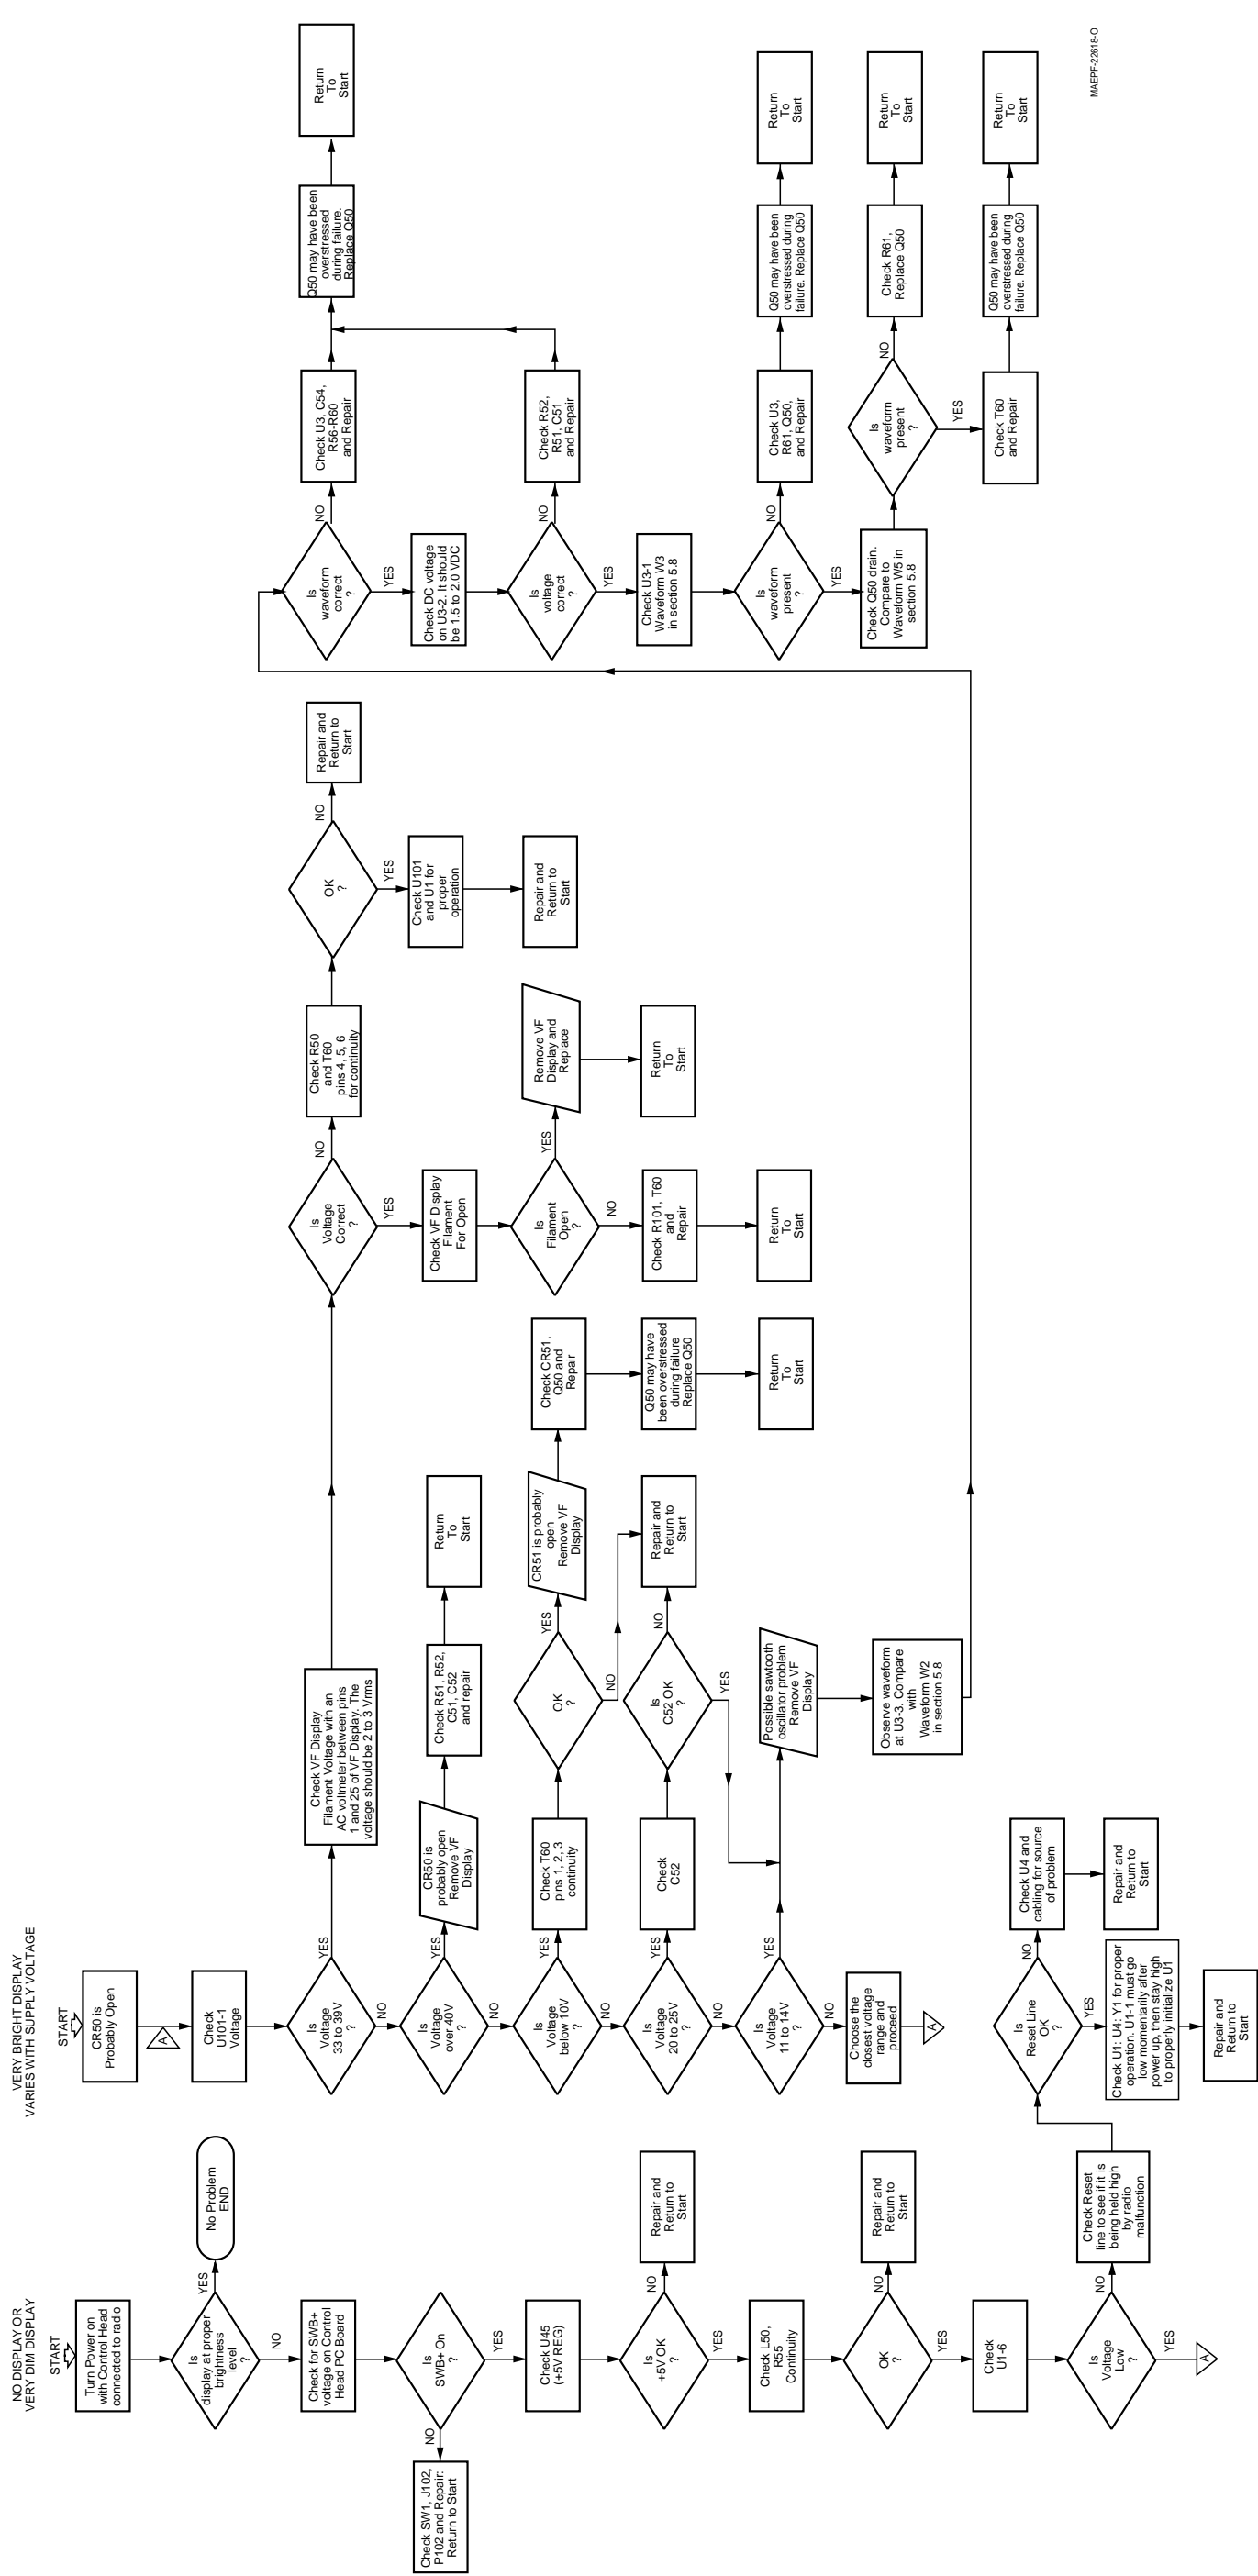 NO DISPLAY OR
VERY DIM DISPLAY
START
Turn Power on
with Control Head
connected to radio
Is
display at proper
brightness
level
?
YES
No Problem
END
NO
Check for SWB+
voltage on Control
Head PC Board
Is
SWB+ On
?
NO
Check SW1, J102,
P102 and Repair:
Return to Start
YES
Check U45
(+5V REG)
Is
+5V OK
?
NO
Repair and
Return to
Start
YES
Check L50,
R55
Continuity
OK
?
NO
Repair and
Return to
Start
YES
Check
U1-6
Is
Voltage
Low
?
NO
Check Reset
line to see if it is
being held high
by radio
malfunction
YES
A
Is
Reset Line
OK
?
NO
Check U4 and
cabling for source
of problem
Repair and
Return to
Start
YES
Check U1: U4: Y1 for proper
operation. U1-1 must go
low momentarily after
power up, then stay high
to properly initialize U1
Repair and
Return to
Start
VERY BRIGHT DISPLAY
VARIES WITH SUPPLY VOLTAGE
START
CR50 is
Probably Open
A
Check
U101-1
Voltage
Is
Voltage
33 to 39V
?
YES
Check VF Display
Filament Voltage with an
AC voltmeter between pins
1 and 25 of VF Display. The
voltage should be 2 to 3 Vrms
Is
Voltage
Correct
?
NO
Check R50
and T60
pins 4, 5, 6
for continuity
OK
?
NO
Repair and
Return to
Start
YES
Check U101
and U1 for
proper
operation
Repair and
Return to
Start
YES
Check VF Display
Filament
For Open
Is
Filament
Open
?
YES
Remove VF
Display and
Replace
Return
To
Start
NO
Check R101, T60
and
Repair
Return
To
Start
NO
Is
Voltage
over 40V
?
YES
CR50 is
probably open
Remove VF
Display
Check R51, R52,
C51, C52
and repair
Return
To
Start
NO
Is
Voltage
below 10V
?
YES
Check T60
pins 1, 2, 3
continuity
OK
?
YES
CR51 is probably
open
Remove VF
Display
Check CR51,
Q50 and
Repair
Q50 may have
been overstressed
during failure
Replace Q50
Return
To
Start
NO
NO
Is
Voltage
20 to 25V
?
YES
Check
C52
Is
C52 OK
?
NO
Repair and
Return to
Start
YES
NO
Is
Voltage
11 to 14V
?
YES
Possible sawtooth
oscillator problem
Remove VF
Display
Observe waveform
at U3-3. Compare
with
Waveform W2
in section 5.8
NO
Choose the
closest voltage
range and
proceed
A
Is
waveform
correct
?
NO
Check U3, C54,
R56-R60
and Repair
Q50 may have been
overstressed
during failure.
Replace Q50
Return
To
Start
YES
Check DC voltage
on U3-2. It should
be 1.5 to 2.0 VDC
Is
voltage
correct
?
NO
Check R52,
R51, C51
and Repair
YES
Check U3-1
Waveform W3
in section 5.8
Is
waveform
present
?
NO
Check U3,
R61, Q50,
and Repair
Q50 may have been
overstressed during
failure. Replace Q50
Return
To
Start
YES
Check Q50 drain.
Compare to
Waveform W5 in
section 5.8
Is
waveform
present
?
NO
Check R61,
Replace Q50
Return
To
Start
YES
Check T60
and Repair
Q50 may have been
overstressed during
failure. Replace Q50
Return
To
Start
MAEPF-22618-O